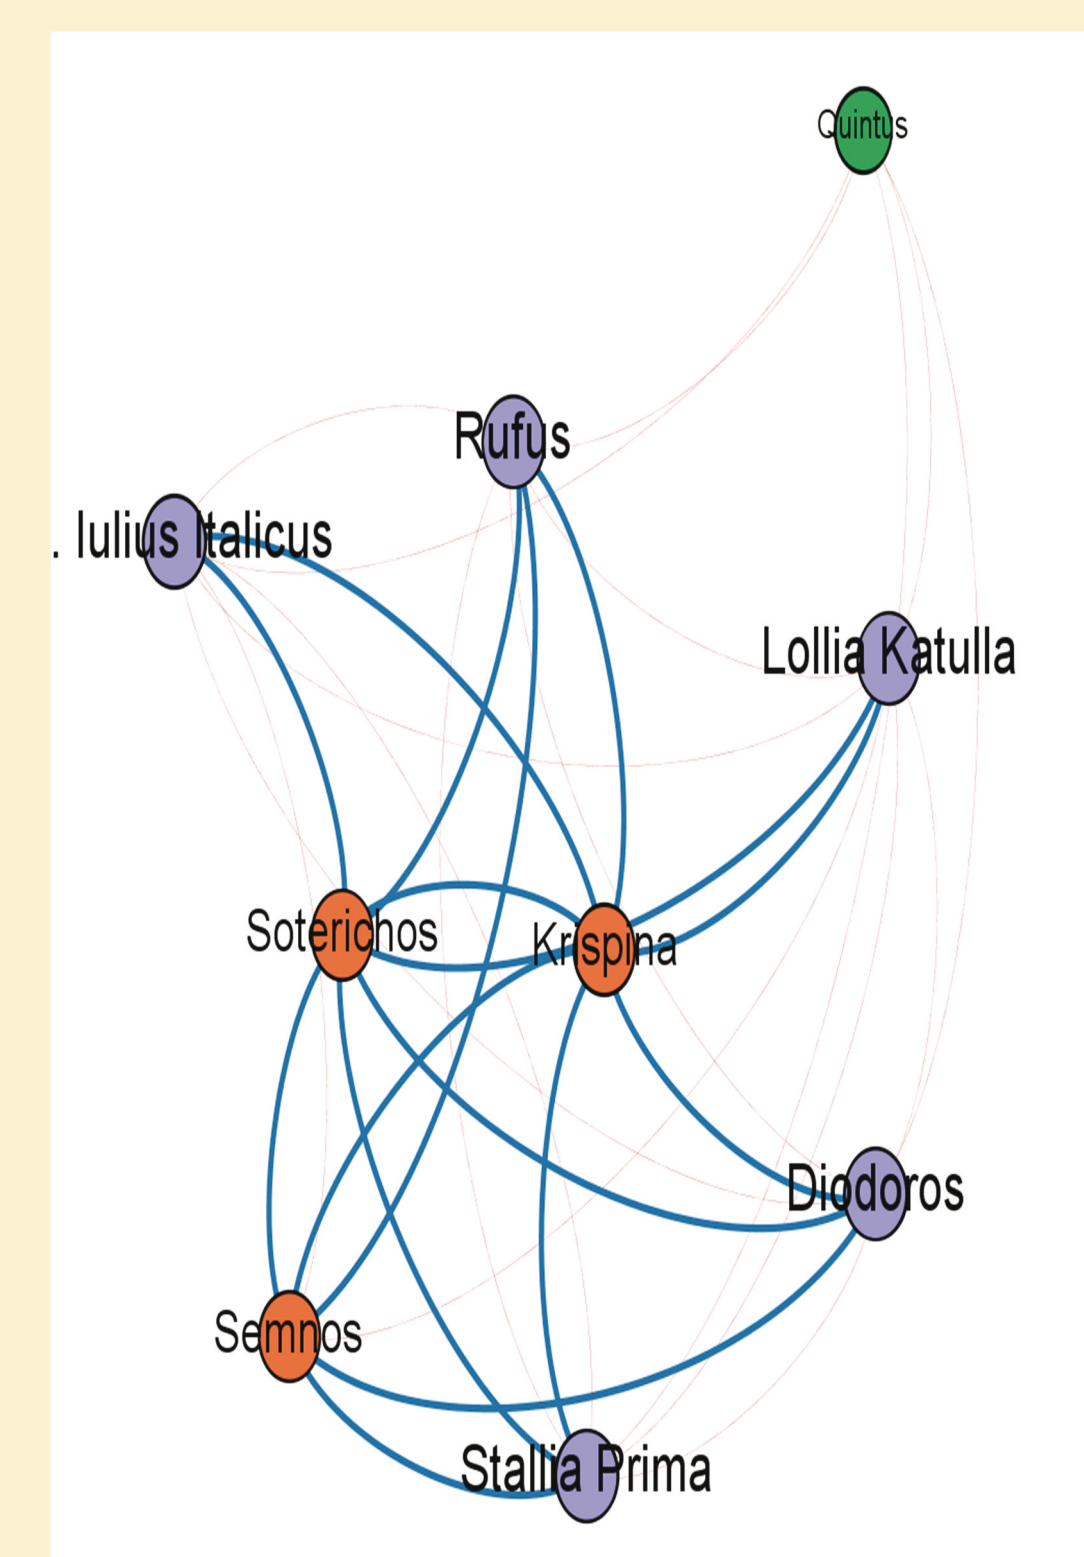 Quintus
Rufus
. Iulius Italicus
Lollia Katulla
Soterichos
Krispina
Diodoros
Semnos
Stallia Prima